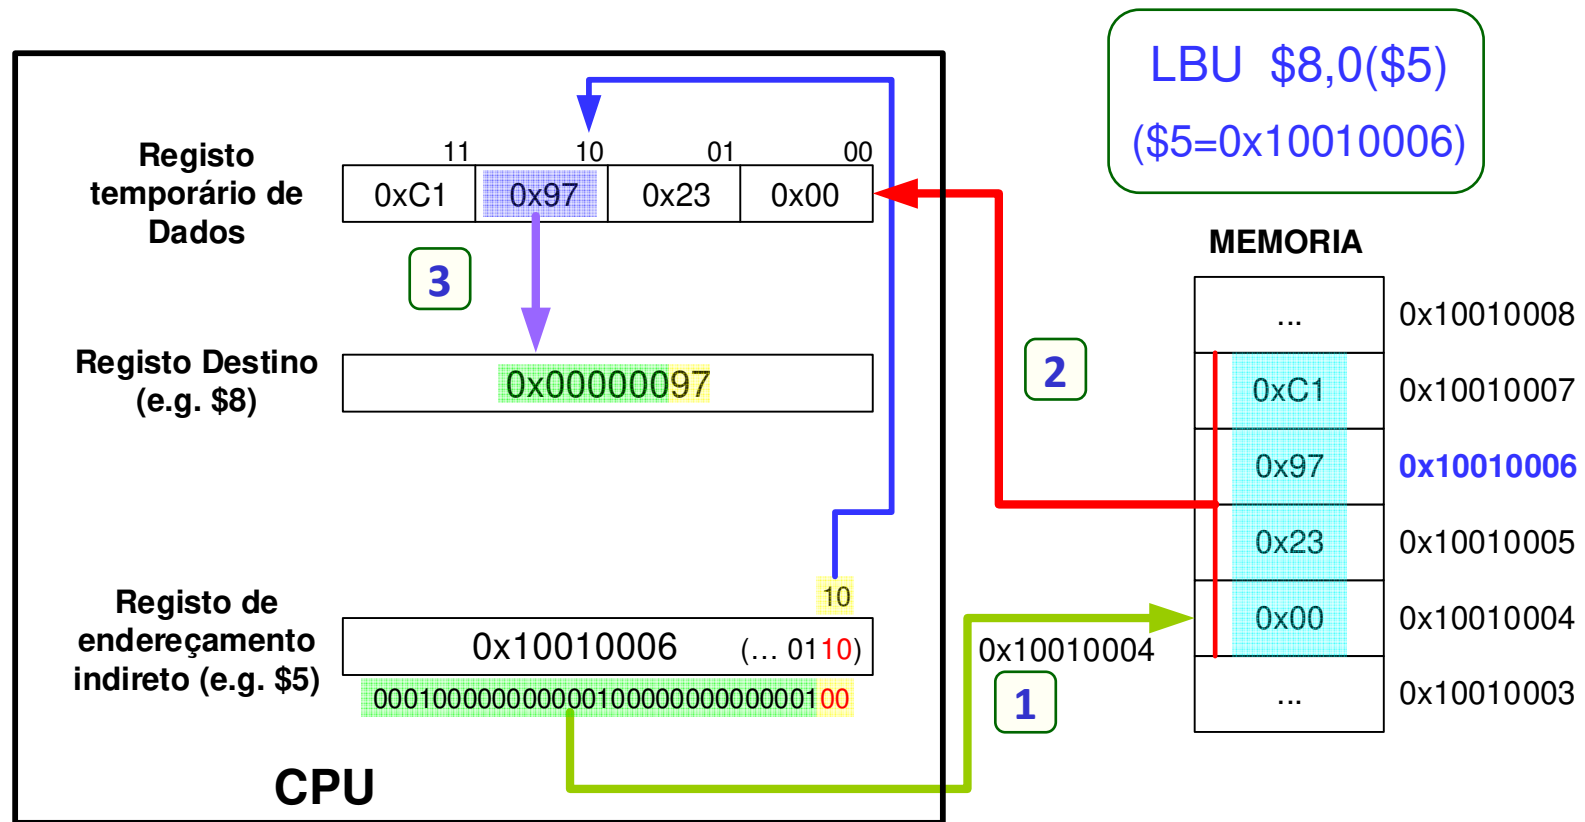 LBU $8,0($5)
($5=0x10010006)
Registo
temporário de
Dados
11 10 01 00
0xC1 0x97 0x23 0x00
3
Registo Destino
(e.g. $8)
0x00000097
Registo de
endereçamento
indireto (e.g. $5)
10
0x10010006 (... 0110)
00010000000000010000000000000100
CPU
2
0x10010004
1
MEMORIA
... 0x10010008
0xC1 0x10010007
0x97 0x10010006
0x23 0x10010005
0x00 0x10010004
... 0x10010003